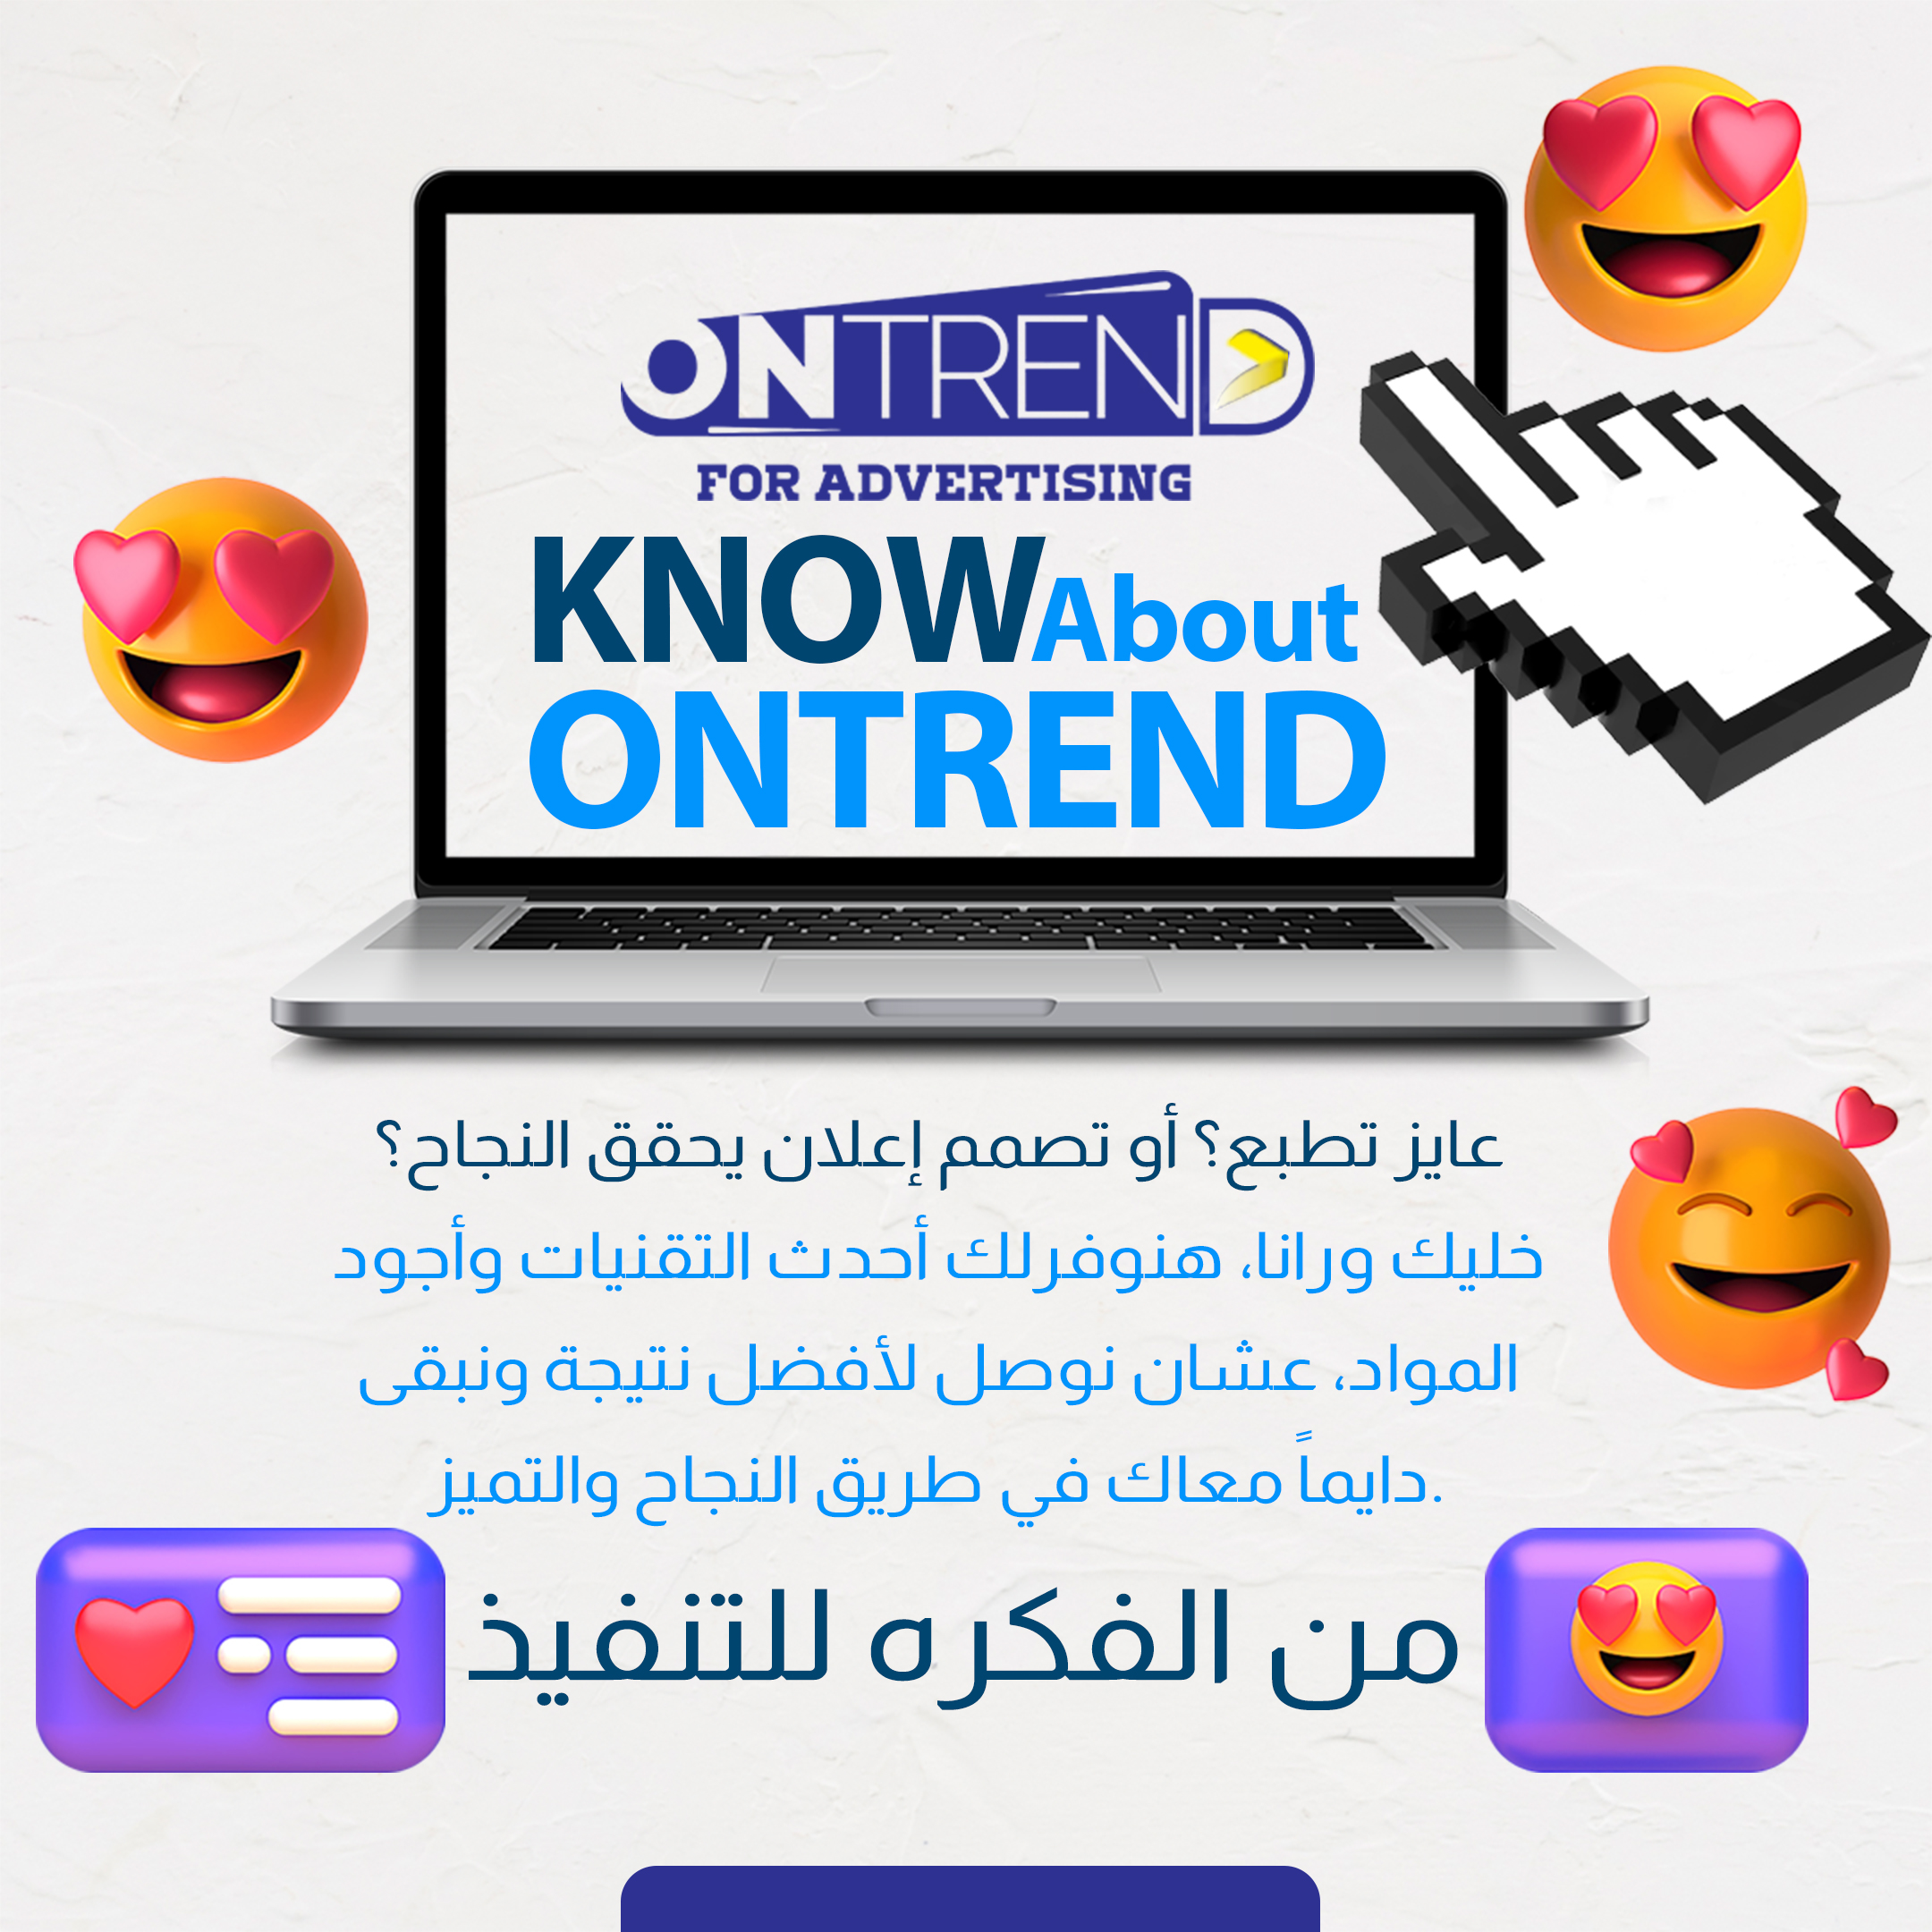 ONTREND
FOR ADVERTISING
KNOW About
ONTREND
عايز تطبع؟ أو تصمم إعلان يحقق النجاح؟
خليك ورانا، هنوفرلك أحدث التقنيات وأجود
المواد، عشان نوصل لأفضل نتيجة ونبقى
.دايماً معاك في طريق النجاح والتميز
من الفكره للتنفيذ